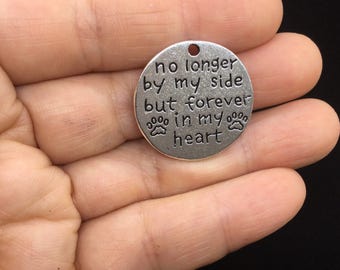 no longer
by my side
but forever
in my
heart